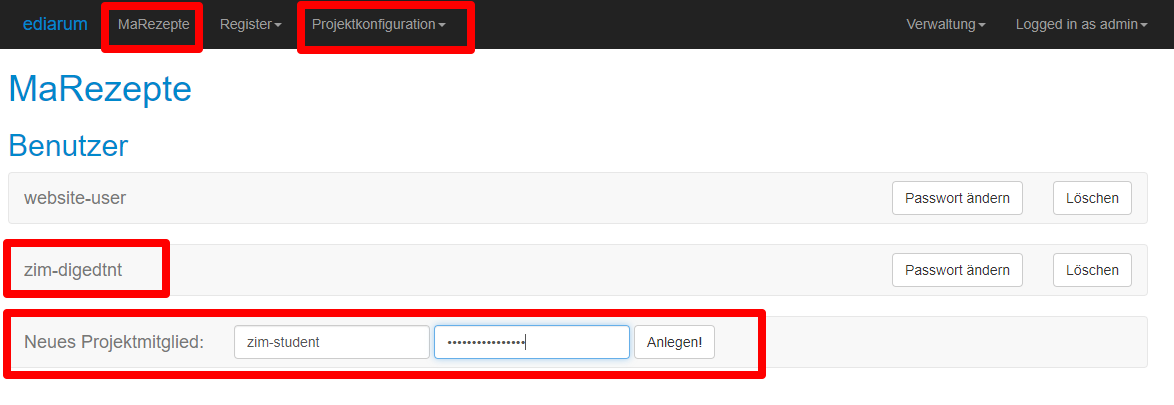 ediarum MaRezepte Register Projektkonfiguration Verwaltung Logged in as admin
MaRezepte
Benutzer
website-user Passwort ändern Löschen
zim-digedtnt Passwort ändern Löschen
Neues Projektmitglied: zim-student •••••••••••••••• Anlegen!